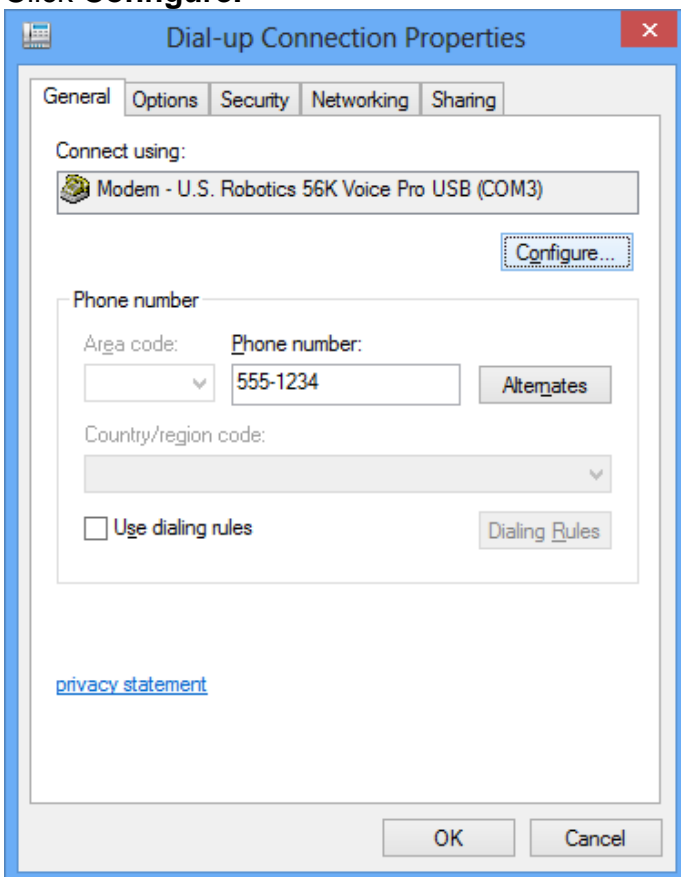 Click Configure.
Dial-up Connection Properties
General Options Security Networking Sharing
Connect using:
Modem - U.S. Robotics 56K Voice Pro USB (COM3)
Configure...
Phone number
Area code: Phone number:
555-1234 Alternates
Country/region code:
Use dialing rules Dialing Rules
privacy statement
OK Cancel